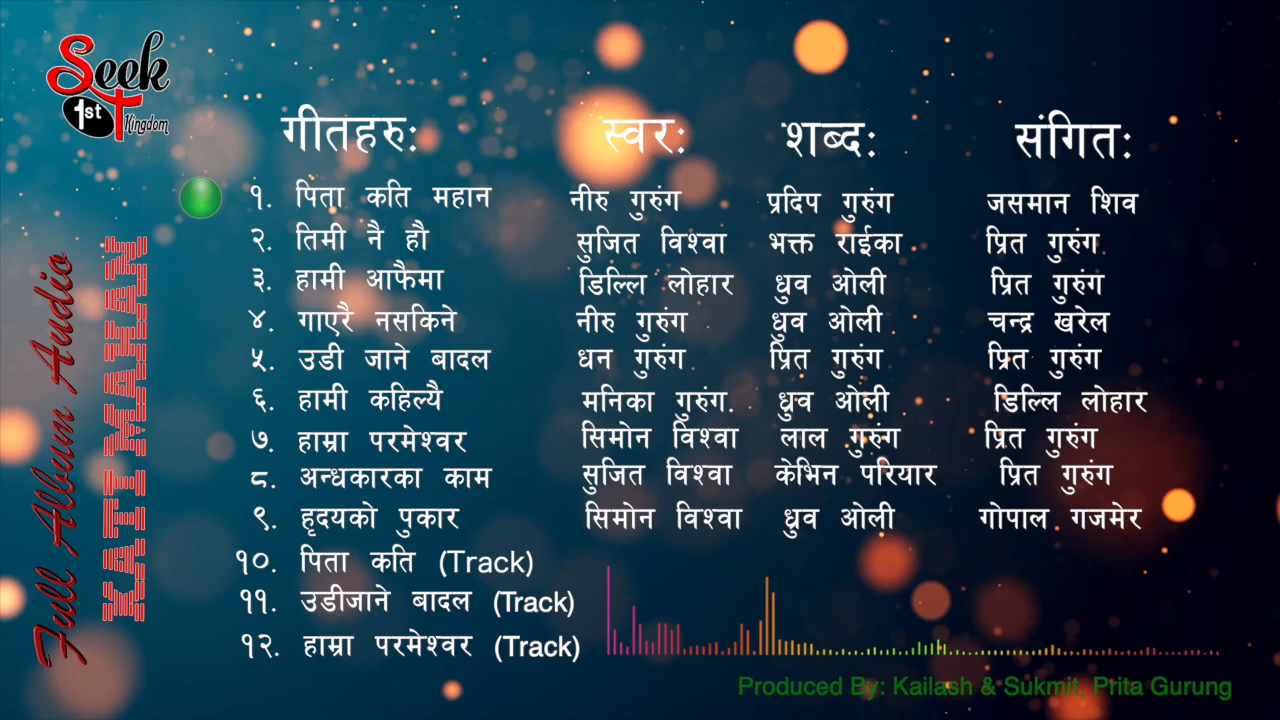 Seek
1st Kingdom
गीतहरुः स्वरः शब्दः संगितः
१. पिता कति महान नीरु गुरुंग प्रदिप गुरुंग जसमान शिव
२. तिमी नै हौ सुजित विश्वा भक्त राईका प्रित गुरुंग
३. हामी आफैमा डिल्लि लोहार धुव ओली प्रित गुरुंग
४. गाएरै नसकिने नीरु गुरुंग धुव ओली चन्द्र खरेल
५. उडी जाने बादल धन गुरुंग प्रित गुरुंग प्रित गुरुंग
६. हामी कहिल्यै मनिका गुरुंग. ध्रुव ओली डिल्लि लोहार
७. हाम्रा परमेश्वर सिमोन विश्वा लाल गुरुंग प्रित गुरुंग
८. अन्धकारका काम सुजित विश्वा केभिन परियार प्रित गुरुंग
९. हृदयको पुकार सिमोन विश्वा ध्रुव ओली गोपाल गजमेर
१०. पिता कति (Track)
११. उडीजाने बादल (Track)
१२. हाम्रा परमेश्वर (Track)
Full Album Audio
KATI MAHAN
Produced By: Kailash & Sukmit, Prita Gurung